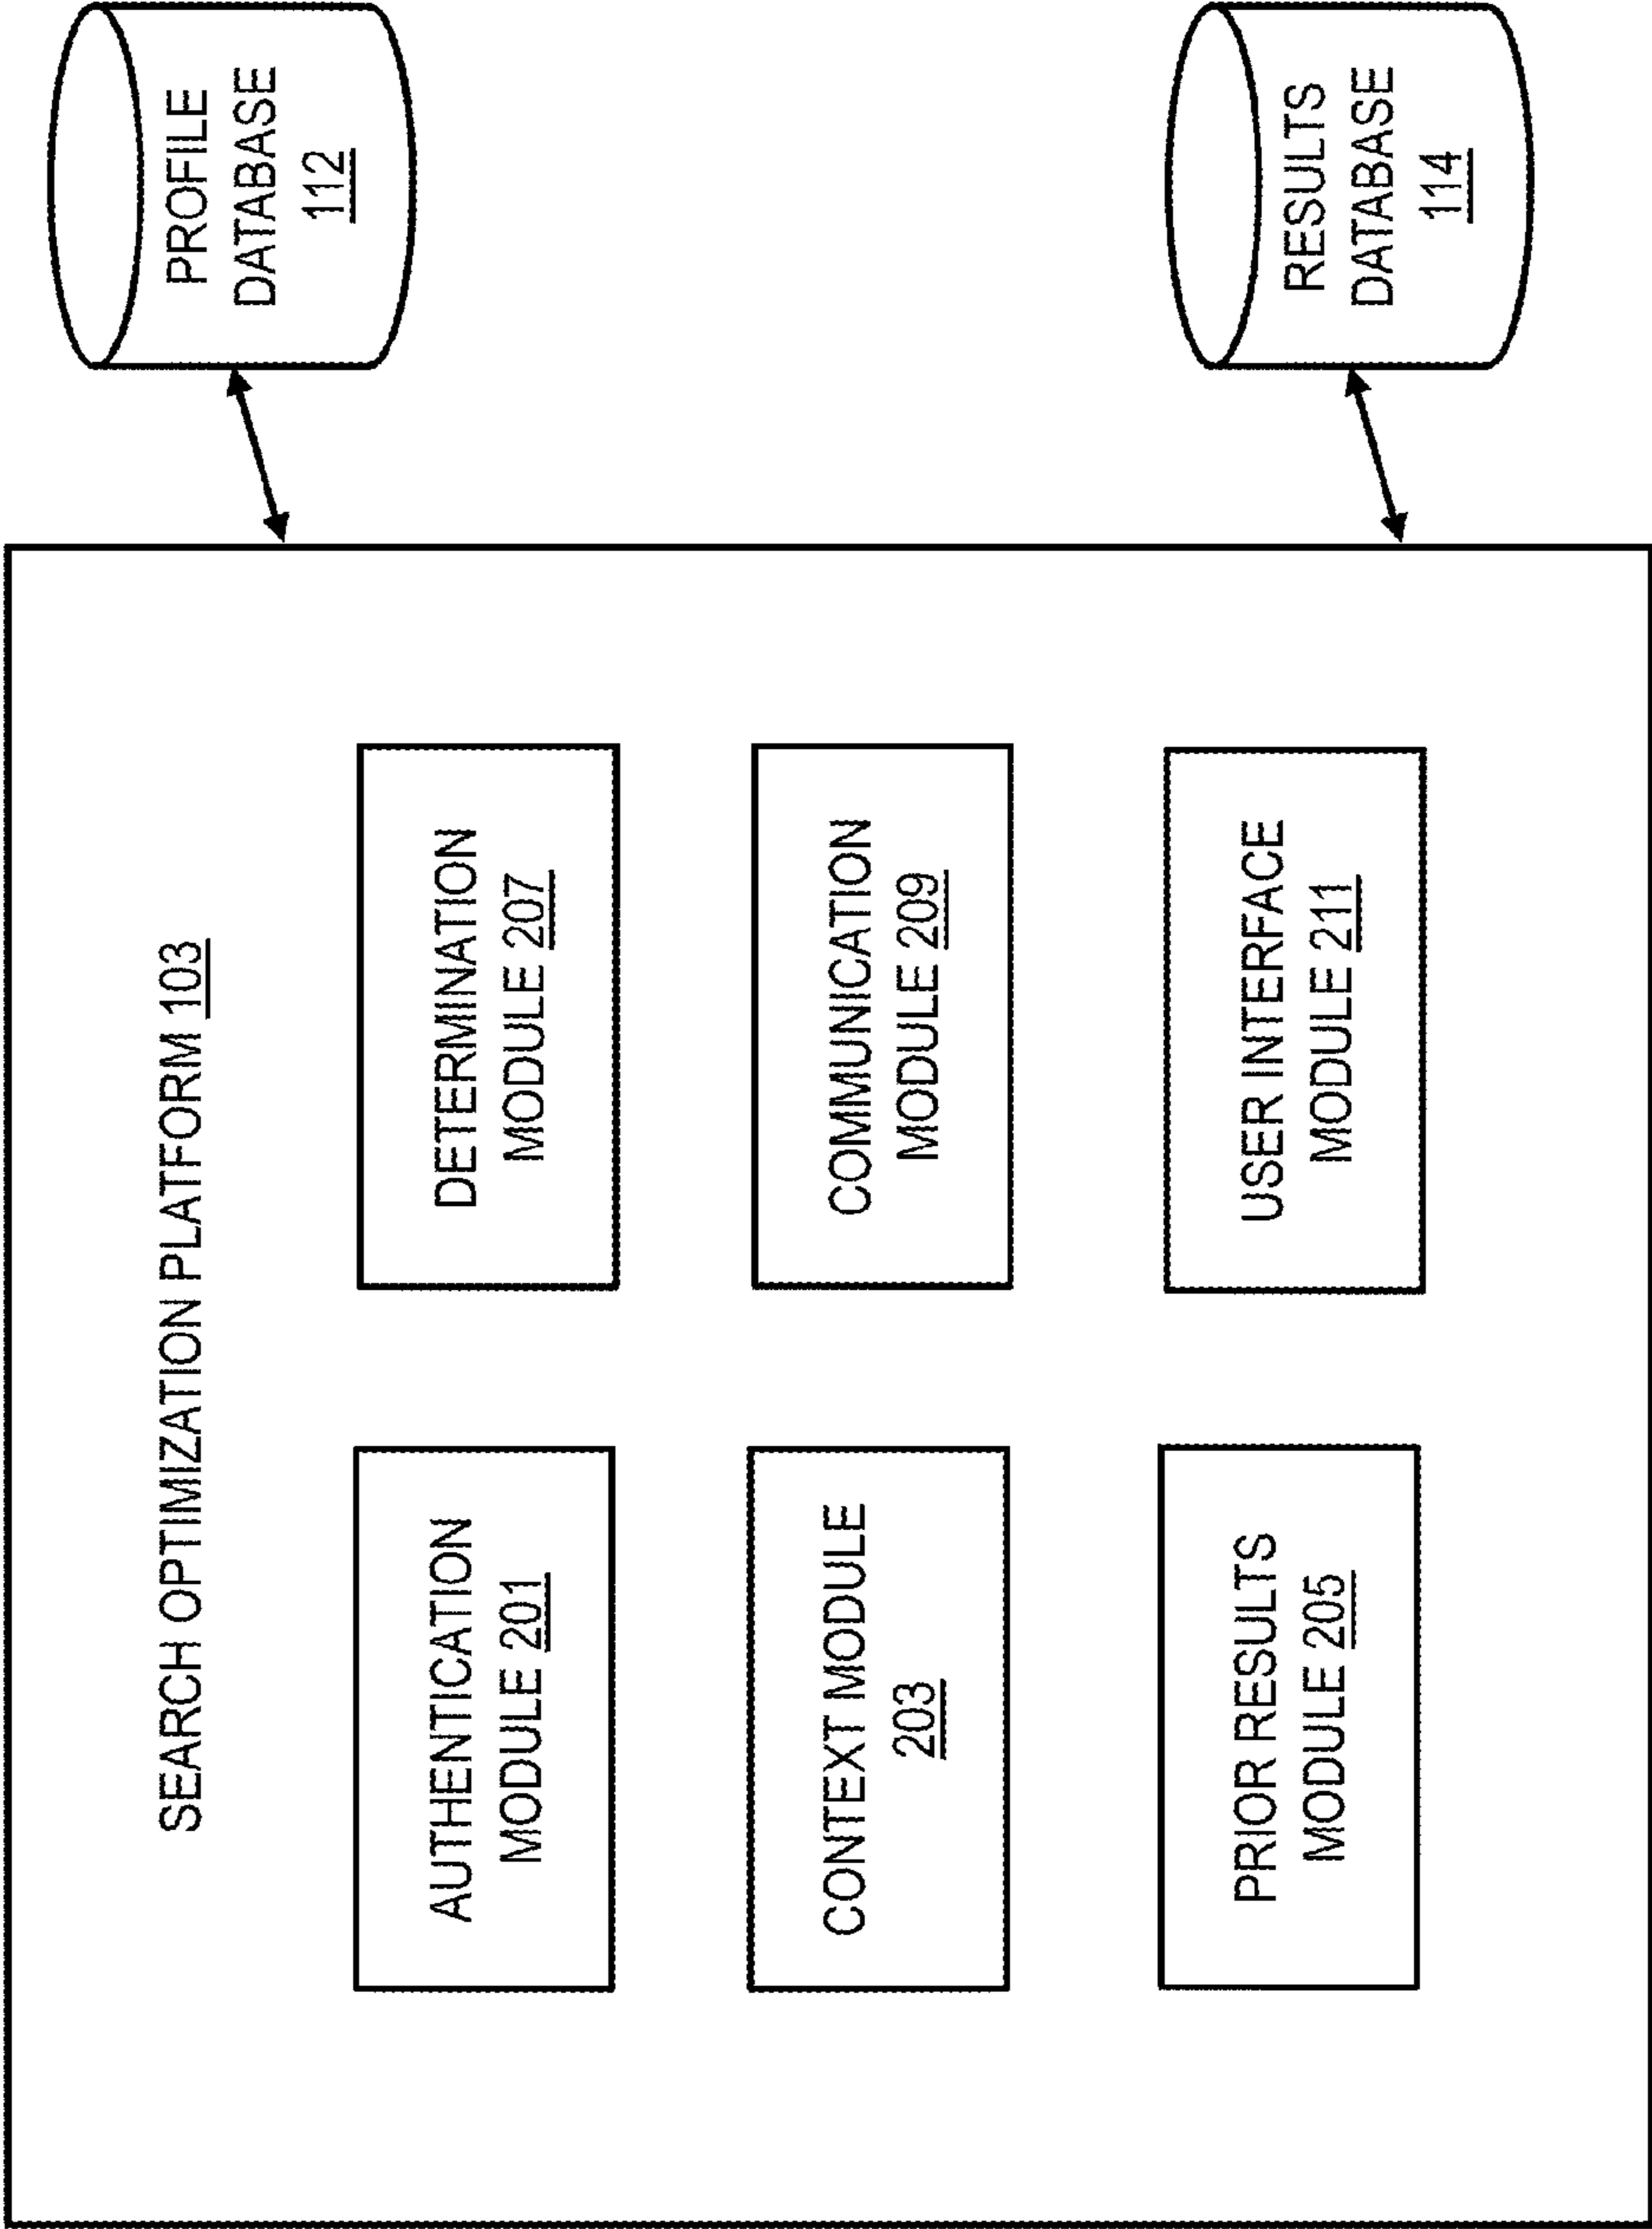 SEARCH OPTIMIZATION PLATFORM 103
AUTHENTICATION
MODULE 201
DETERMINATION
MODULE 207
CONTEXT MODULE
203
COMMUNICATION
MODULE 209
PRIOR RESULTS
MODULE 205
USER INTERFACE
MODULE 211
PROFILE
DATABASE
112
RESULTS
DATABASE
114